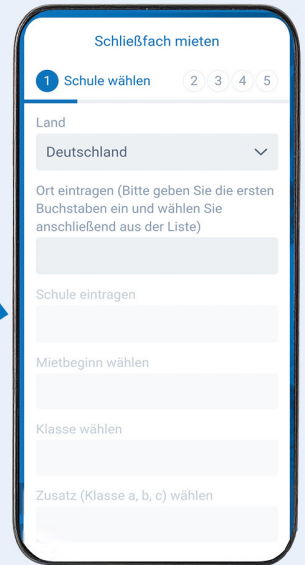 Schließfach mieten
1 Schule wählen 2 3 4 5
Land
Deutschland
Ort eintragen (Bitte geben Sie die ersten
Buchstaben ein und wählen Sie
anschließend aus der Liste)
Schule eintragen
Mietbeginn wählen
Klasse wählen
Zusatz (Klasse a, b, c) wählen